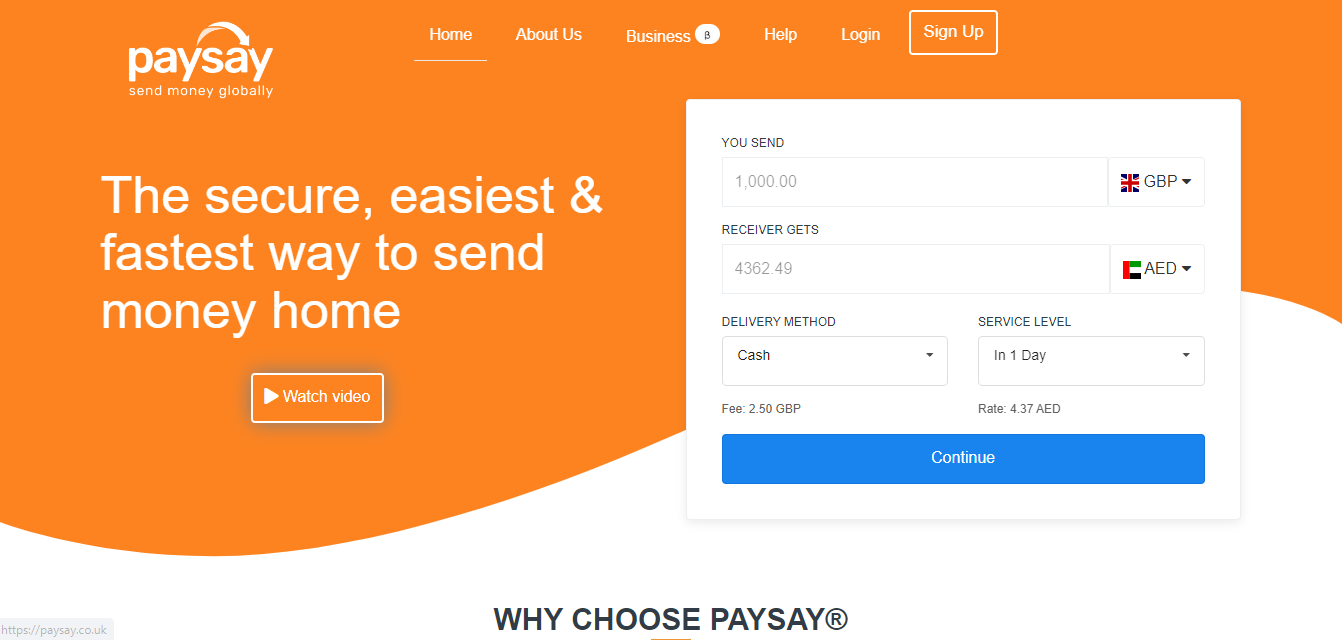 paysay
send money globally
Home
About Us
Business β
Help
Login
Sign Up
The secure, easiest &
fastest way to send
money home
Watch video
YOU SEND
1,000.00
GBP
RECEIVER GETS
4362.49
AED
DELIVERY METHOD
Cash
SERVICE LEVEL
In 1 Day
Fee: 2.50 GBP
Rate: 4.37 AED
Continue
WHY CHOOSE PAYSAY®
https://paysay.co.uk